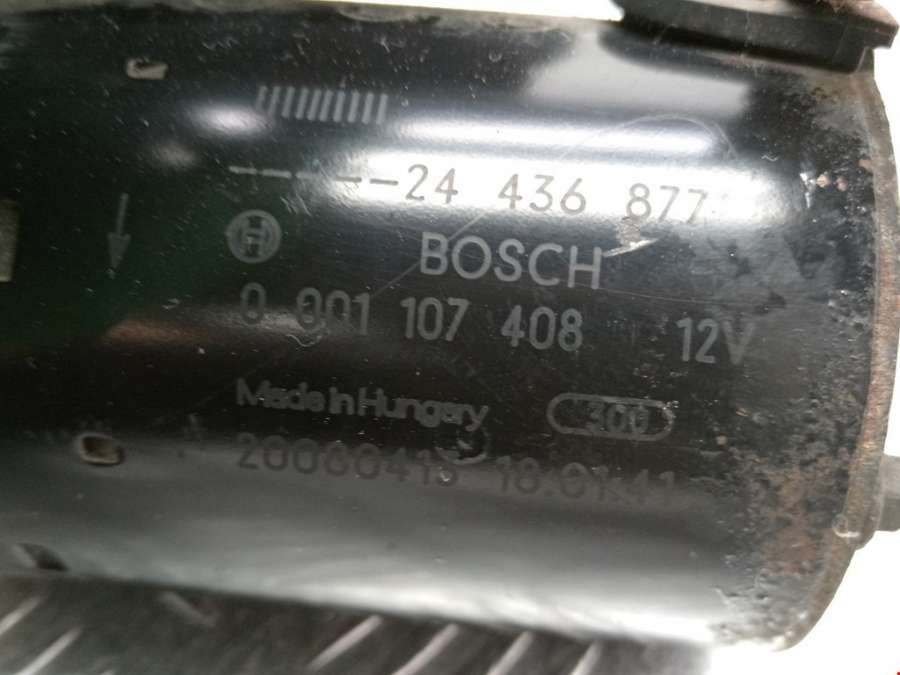 -----24 436 877
BOSCH
0 001 107 408 12V
Made in Hungary 300